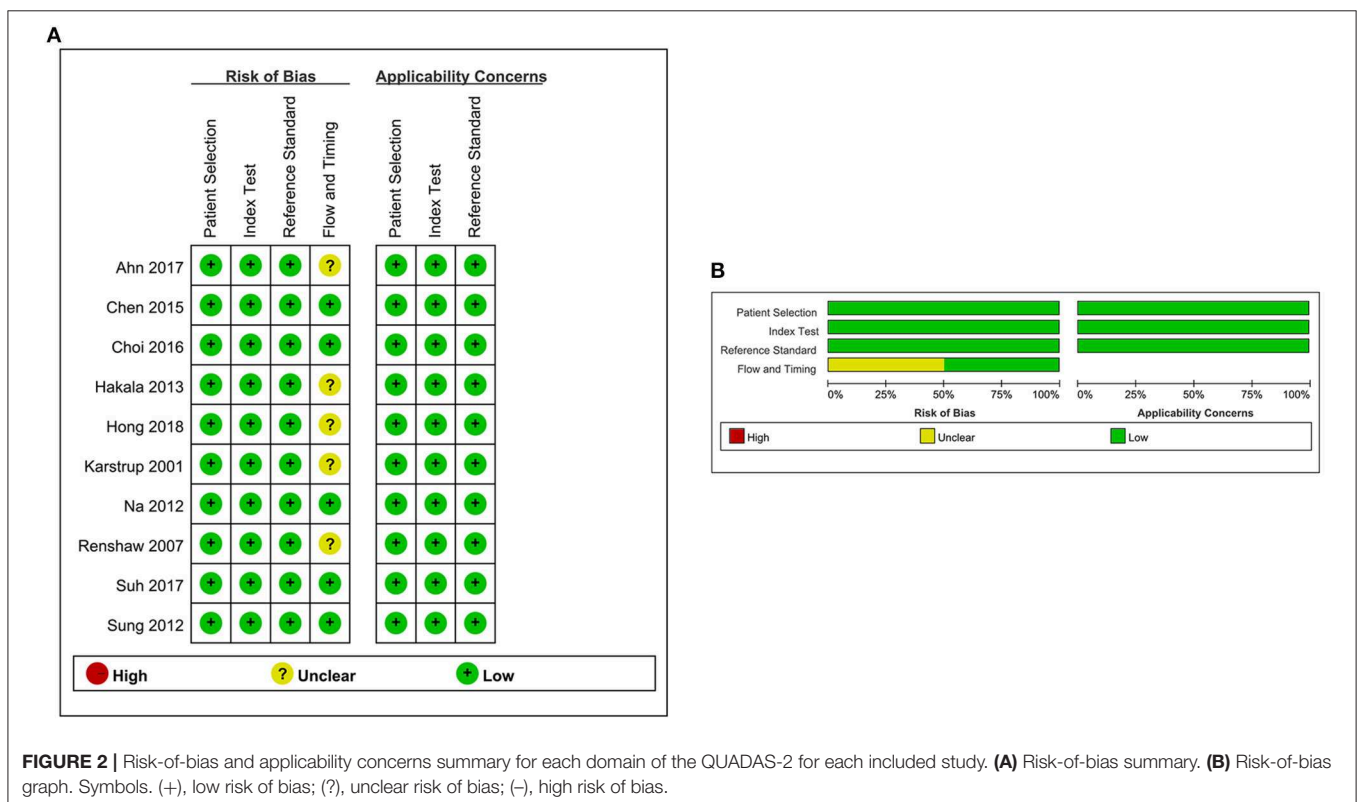 A
Risk of Bias
Applicability Concerns
Patient Selection
Index Test
Reference Standard
Flow and Timing
Patient Selection
Index Test
Reference Standard
Ahn 2017 + + + ? + + +
Chen 2015 + + + + + + +
Choi 2016 + + + + + + +
Hakala 2013 + + + ? + + +
Hong 2018 + + + ? + + +
Karstrup 2001 + + + ? + + +
Na 2012 + + + + + + +
Renshaw 2007 + + + ? + + +
Suh 2017 + + + + + + +
Sung 2012 + + + + + + +
– High ? Unclear + Low
B
Patient Selection
Index Test
Reference Standard
Flow and Timing
0% 25% 50% 75% 100% 0% 25% 50% 75% 100%
Risk of Bias Applicability Concerns
High Unclear Low
FIGURE 2 | Risk-of-bias and applicability concerns summary for each domain of the QUADAS-2 for each included study. (A) Risk-of-bias summary. (B) Risk-of-bias
graph. Symbols. (+), low risk of bias; (?), unclear risk of bias; (–), high risk of bias.